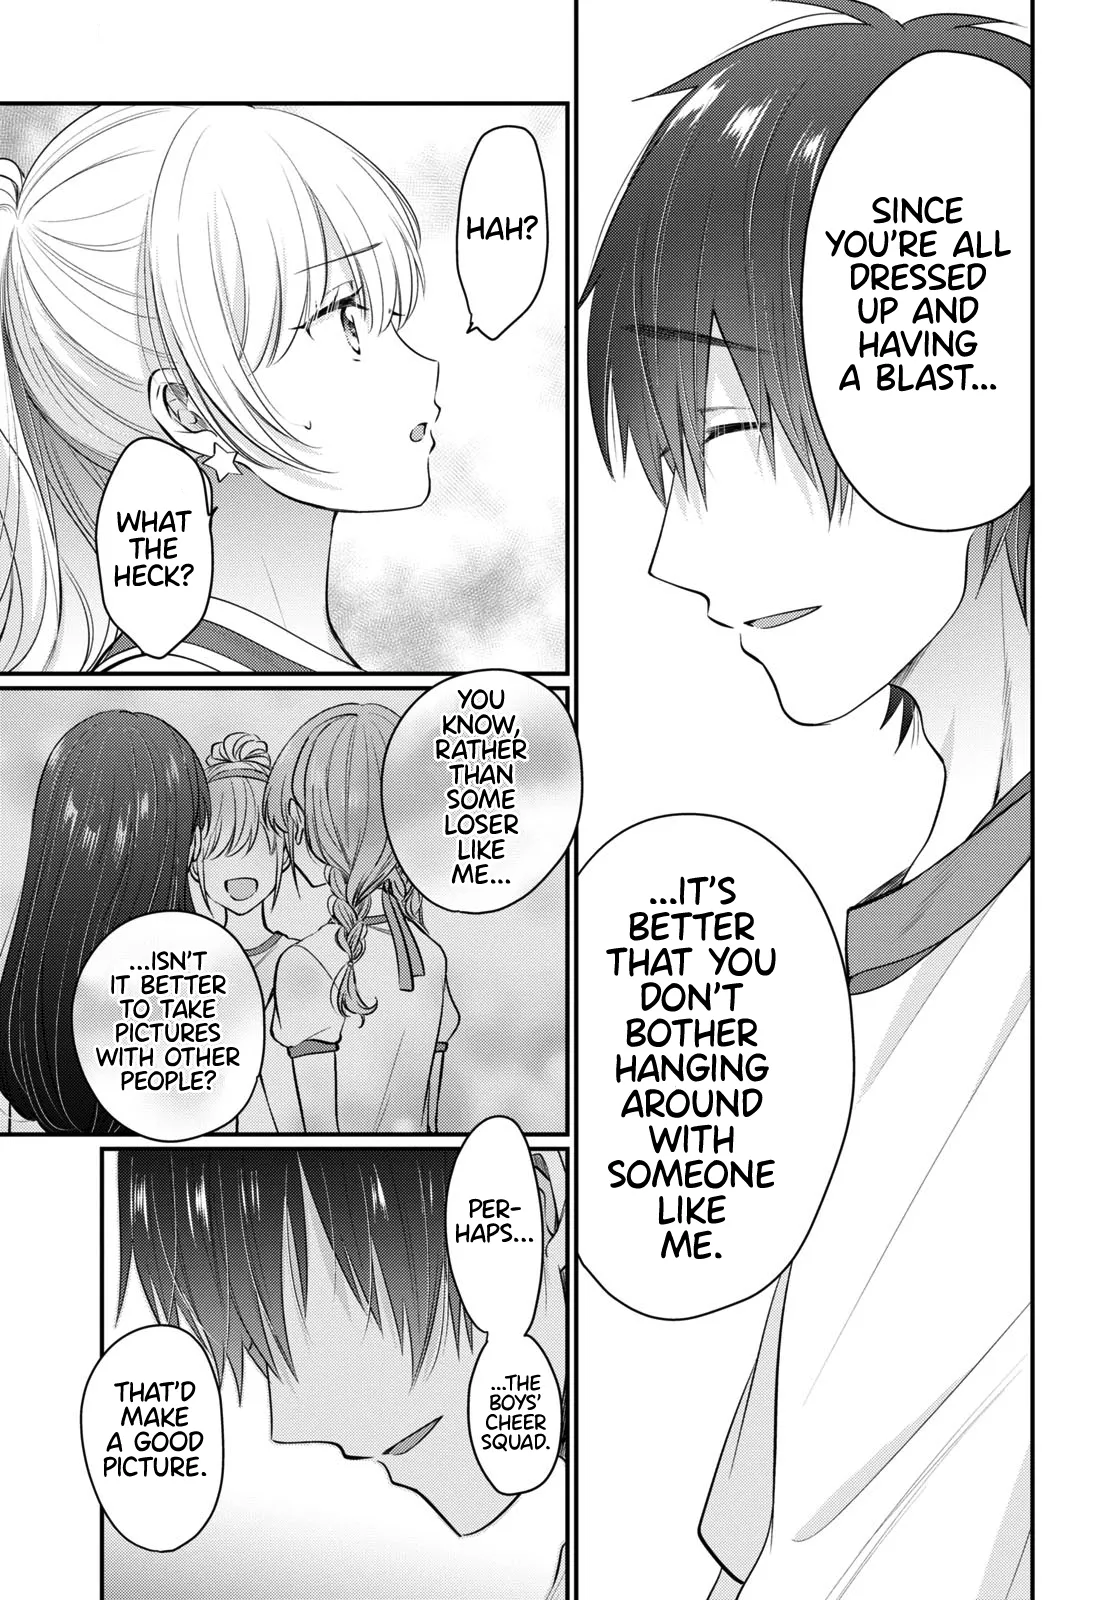 SINCE
YOU'RE ALL
DRESSED
UP AND
HAVING
A BLAST...
...IT'S
BETTER
THAT YOU
DON'T
BOTHER
HANGING
AROUND
WITH
SOMEONE
LIKE
ME.
HAH?
WHAT
THE
HECK?
YOU
KNOW,
RATHER
THAN
SOME
LOSER
LIKE
ME...
...ISN'T
IT BETTER
TO TAKE
PICTURES
WITH OTHER
PEOPLE?
PER-
HAPS...
...THE
BOYS'
CHEER
SQUAD.
THAT'D
MAKE
A GOOD
PICTURE.